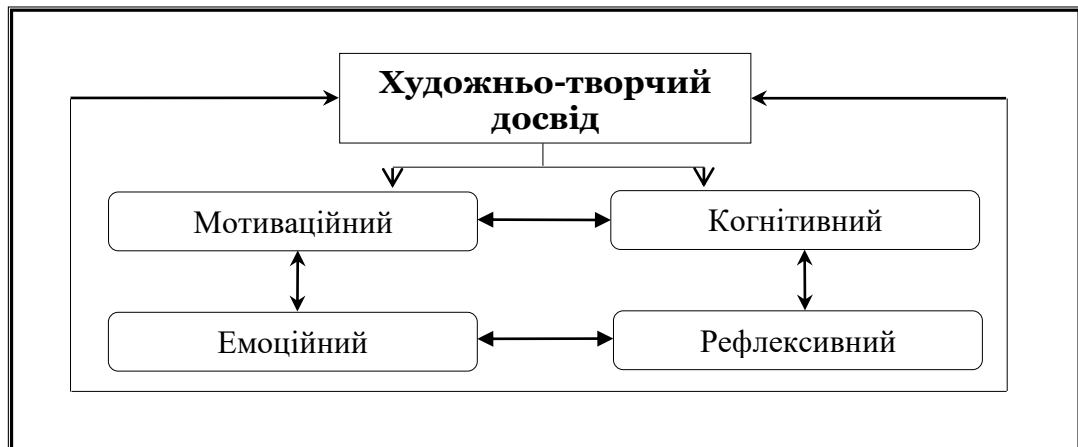 Художньо-творчий
досвід
Мотиваційний
Когнітивний
Емоційний
Рефлексивний